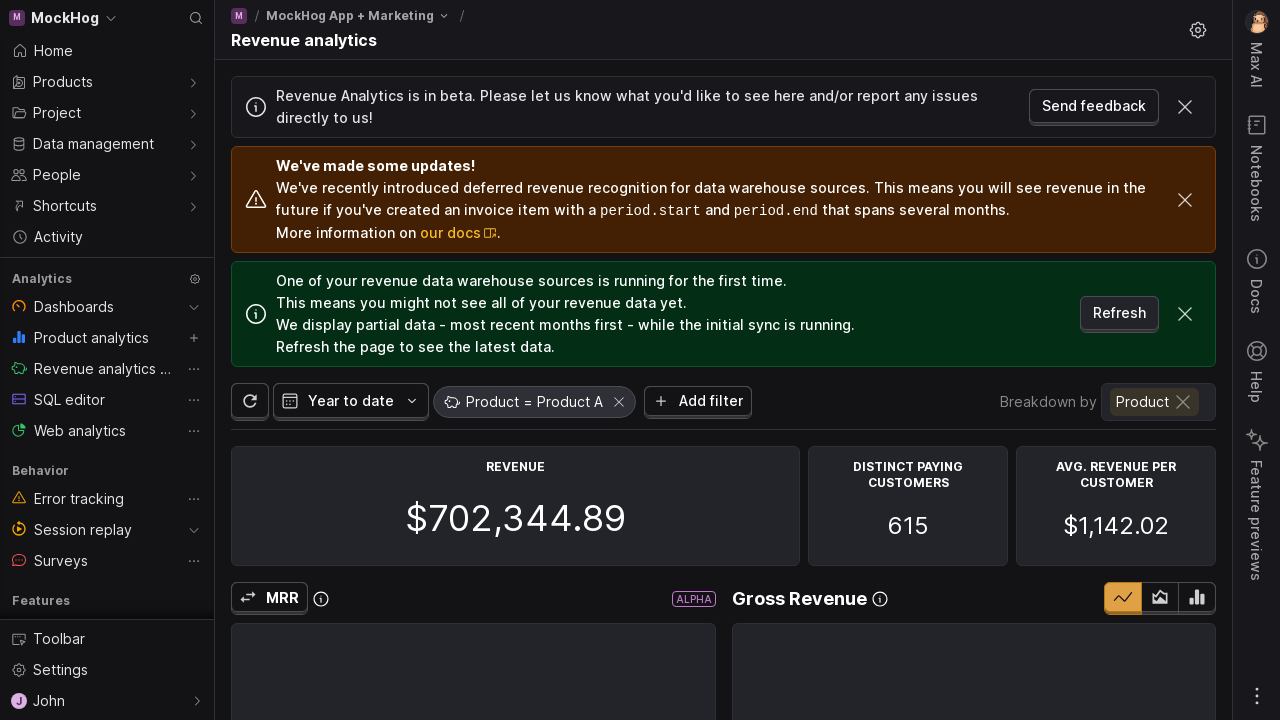 M MockHog
Home
Products
Project
Data management
People
Shortcuts
Activity
Analytics
Dashboards
Product analytics
Revenue analytics ...
SQL editor
Web analytics
Behavior
Error tracking
Session replay
Surveys
Features
Toolbar
Settings
J John
M / MockHog App + Marketing /
Revenue analytics
Revenue Analytics is in beta. Please let us know what you'd like to see here and/or report any issues
directly to us!
Send feedback
We've made some updates!
We've recently introduced deferred revenue recognition for data warehouse sources. This means you will see revenue in the
future if you've created an invoice item with a period.start and period.end that spans several months.
More information on our docs.
One of your revenue data warehouse sources is running for the first time.
This means you might not see all of your revenue data yet.
We display partial data - most recent months first - while the initial sync is running.
Refresh the page to see the latest data.
Refresh
Year to date
Product = Product A
Add filter
Breakdown by
Product
REVENUE
$702,344.89
DISTINCT PAYING
CUSTOMERS
615
AVG. REVENUE PER
CUSTOMER
$1,142.02
MRR
ALPHA
Gross Revenue
Max AI
Notebooks
Docs
Help
Feature previews